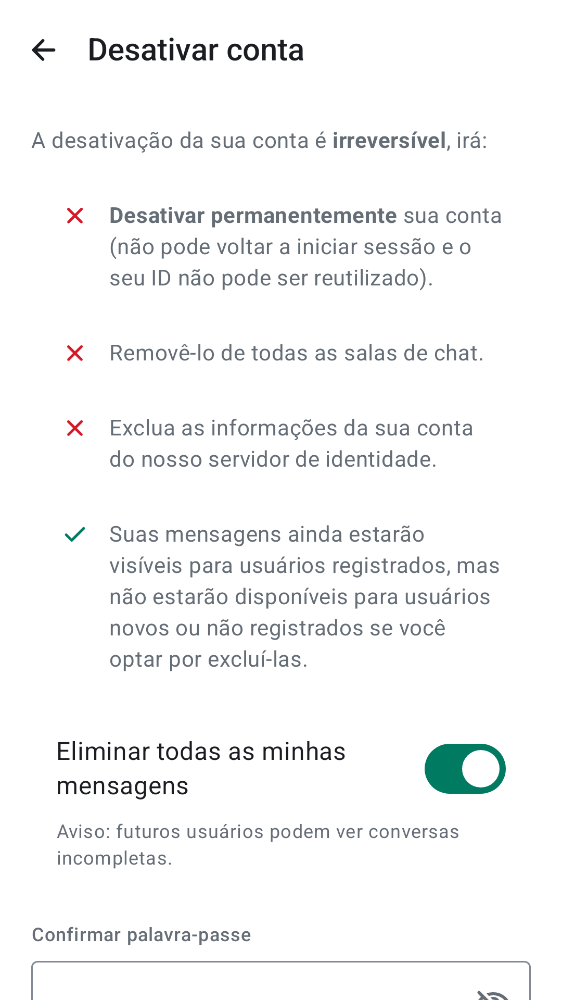 Desativar conta
A desativação da sua conta é irreversível, irá:
Desativar permanentemente sua conta
(não pode voltar a iniciar sessão e o
seu ID não pode ser reutilizado).
Removê-lo de todas as salas de chat.
Exclua as informações da sua conta
do nosso servidor de identidade.
Suas mensagens ainda estarão
visíveis para usuários registrados, mas
não estarão disponíveis para usuários
novos ou não registrados se você
optar por excluí-las.
Eliminar todas as minhas
mensagens
Aviso: futuros usuários podem ver conversas
incompletas.
Confirmar palavra-passe